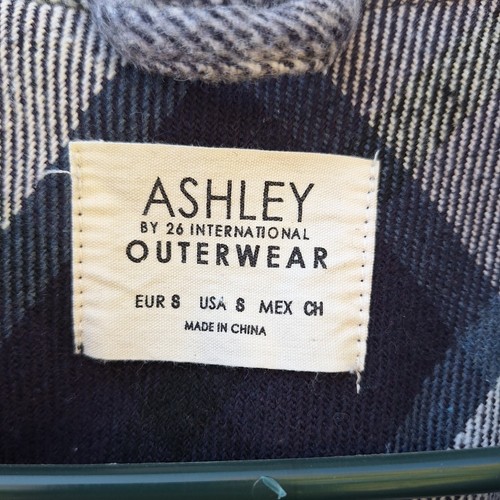 ASHLEY
BY 26 INTERNATIONAL
OUTERWEAR
EUR S USA S MEX CH
MADE IN CHINA